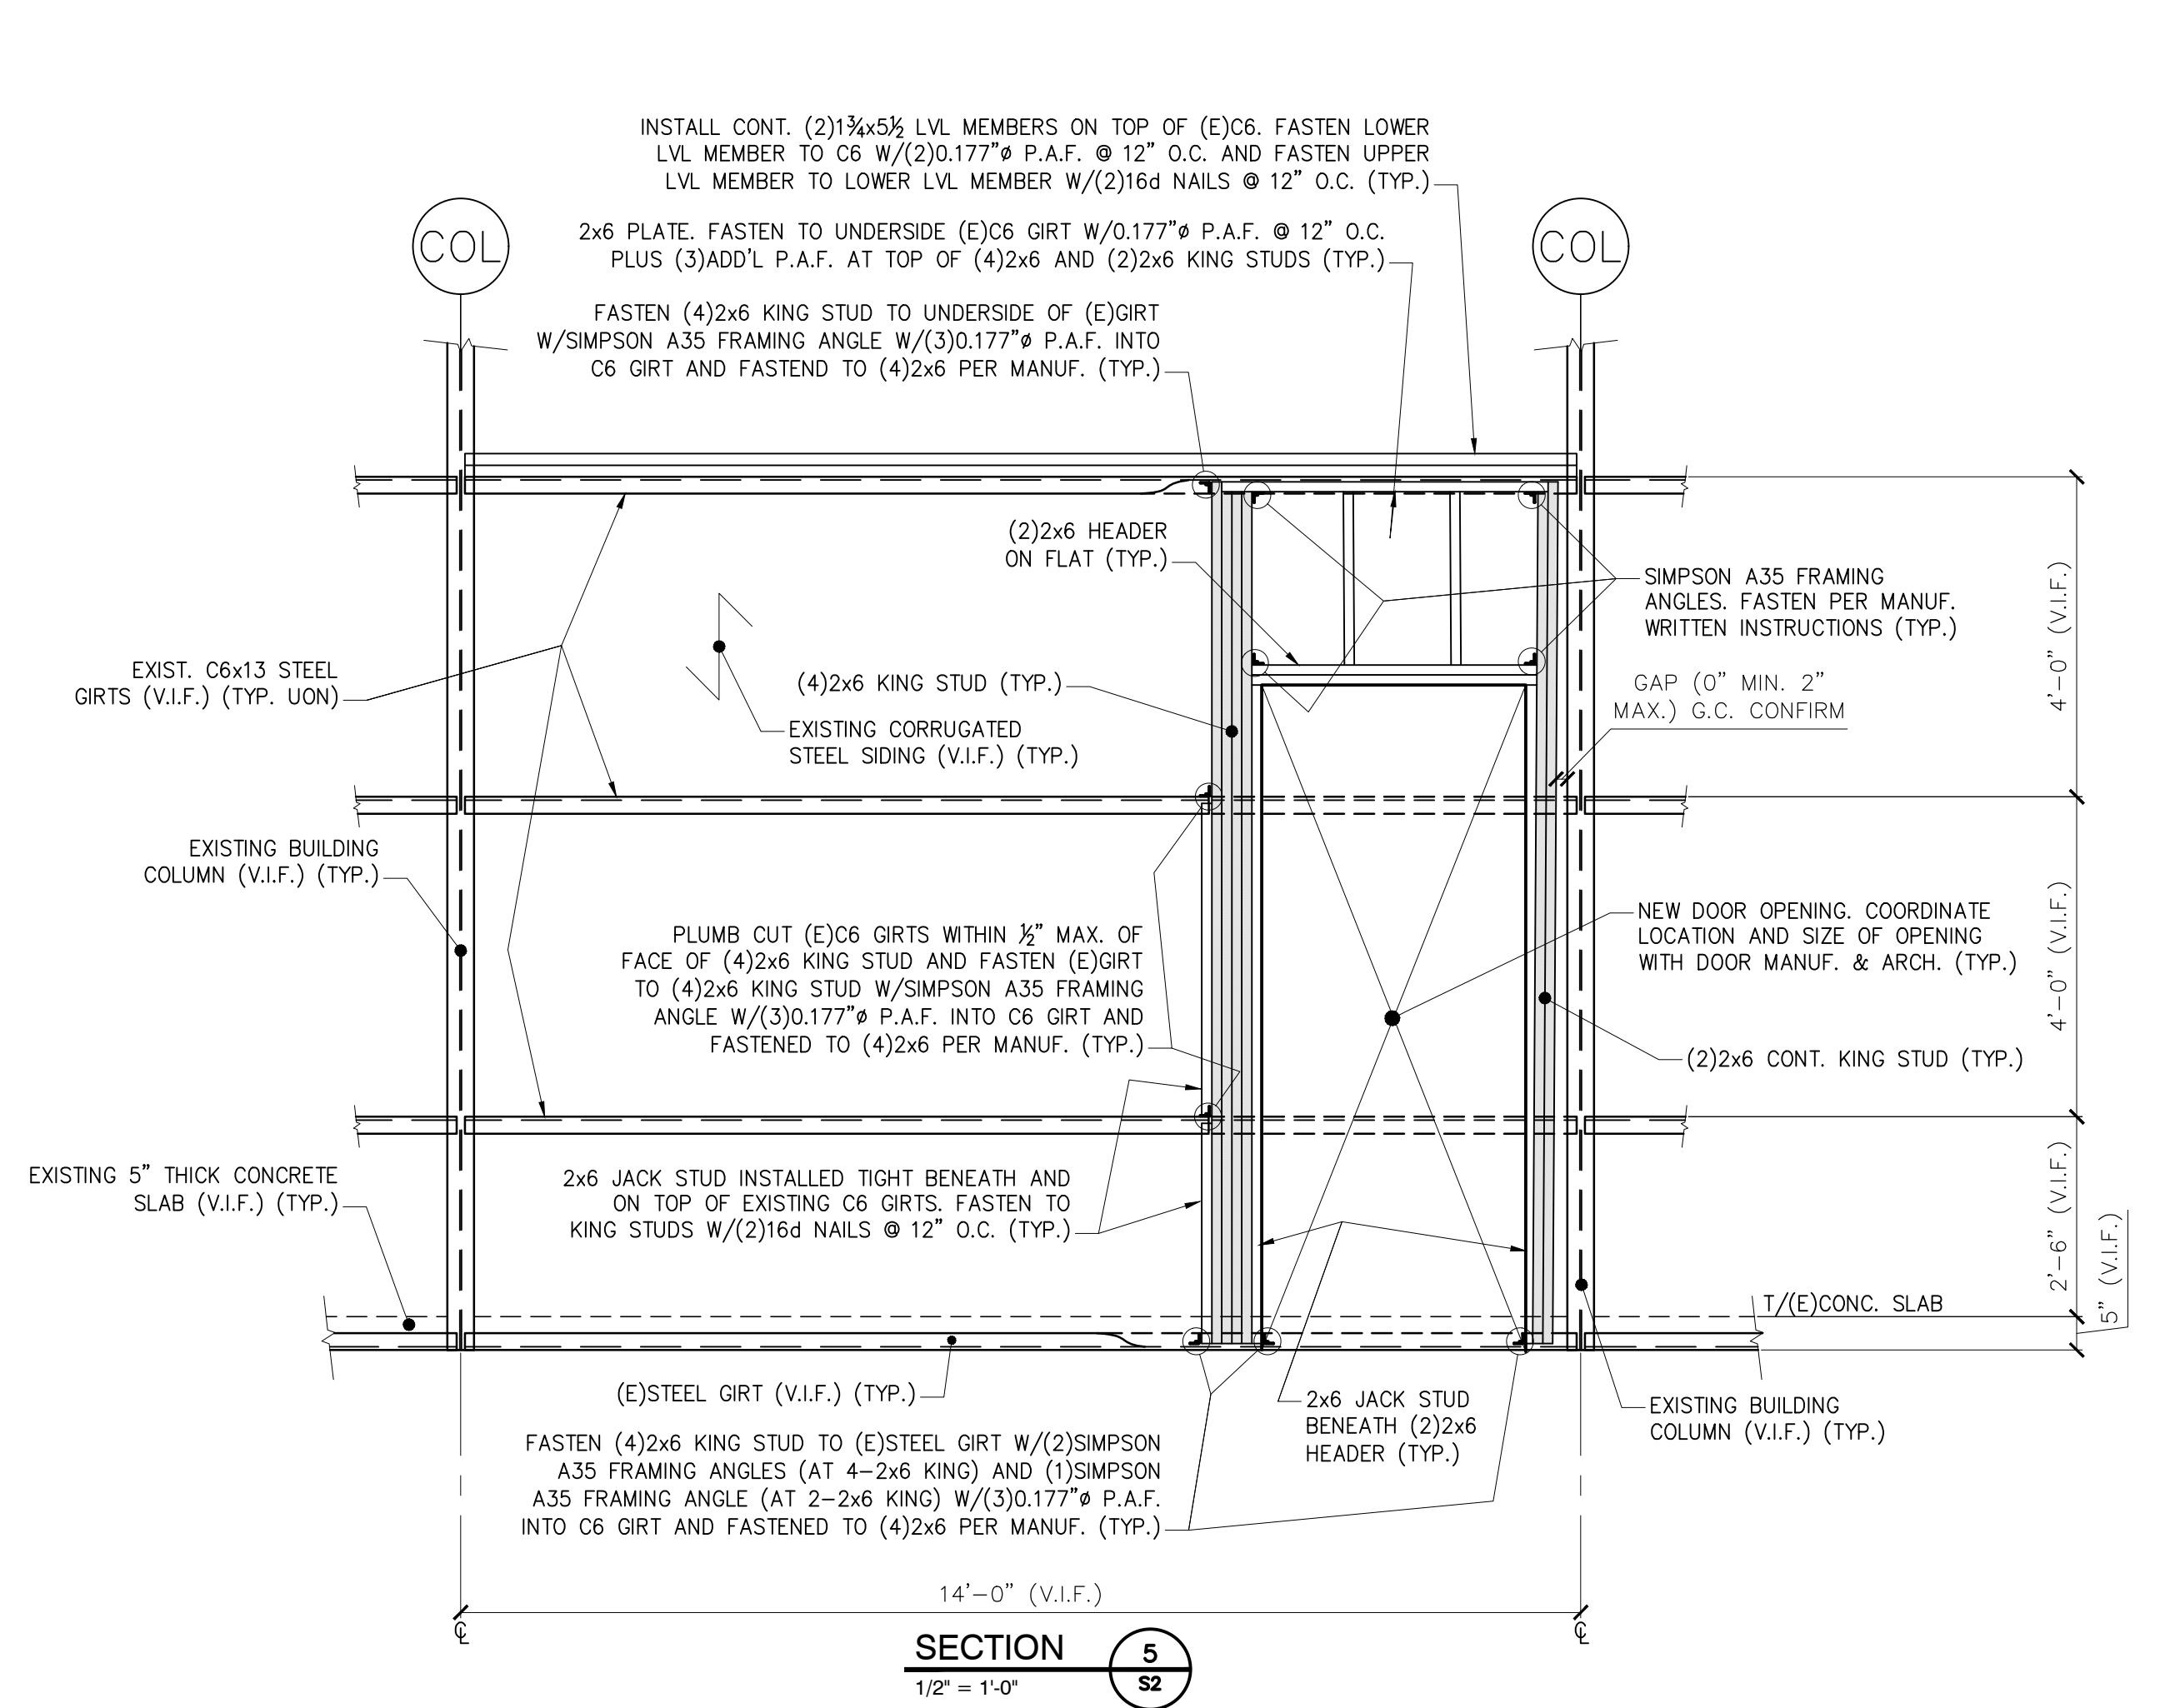 INSTALL CONT. (2)1¾x5½ LVL MEMBERS ON TOP OF (E)C6. FASTEN LOWER
LVL MEMBER TO C6 W/(2)0.177"ø P.A.F. @ 12" O.C. AND FASTEN UPPER
LVL MEMBER TO LOWER LVL MEMBER W/(2)16d NAILS @ 12" O.C. (TYP.)
COL
COL
2x6 PLATE. FASTEN TO UNDERSIDE (E)C6 GIRT W/0.177"ø P.A.F. @ 12" O.C.
PLUS (3)ADD'L P.A.F. AT TOP OF (4)2x6 AND (2)2x6 KING STUDS (TYP.)
FASTEN (4)2x6 KING STUD TO UNDERSIDE OF (E)GIRT
W/SIMPSON A35 FRAMING ANGLE W/(3)0.177"ø P.A.F. INTO
C6 GIRT AND FASTEND TO (4)2x6 PER MANUF. (TYP.)
(2)2x6 HEADER
ON FLAT (TYP.)
SIMPSON A35 FRAMING
ANGLES. FASTEN PER MANUF.
WRITTEN INSTRUCTIONS (TYP.)
4'-0" (V.I.F.)
EXIST. C6x13 STEEL
GIRTS (V.I.F.) (TYP. UON)
(4)2x6 KING STUD (TYP.)
EXISTING CORRUGATED
STEEL SIDING (V.I.F.) (TYP.)
GAP (0" MIN. 2"
MAX.) G.C. CONFIRM
EXISTING BUILDING
COLUMN (V.I.F.) (TYP.)
PLUMB CUT (E)C6 GIRTS WITHIN ½" MAX. OF
FACE OF (4)2x6 KING STUD AND FASTEN (E)GIRT
TO (4)2x6 KING STUD W/SIMPSON A35 FRAMING
ANGLE W/(3)0.177"ø P.A.F. INTO C6 GIRT AND
FASTENED TO (4)2x6 PER MANUF. (TYP.)
NEW DOOR OPENING. COORDINATE
LOCATION AND SIZE OF OPENING
WITH DOOR MANUF. & ARCH. (TYP.)
4'-0" (V.I.F.)
(2)2x6 CONT. KING STUD (TYP.)
EXISTING 5" THICK CONCRETE
SLAB (V.I.F.) (TYP.)
2x6 JACK STUD INSTALLED TIGHT BENEATH AND
ON TOP OF EXISTING C6 GIRTS. FASTEN TO
KING STUDS W/(2)16d NAILS @ 12" O.C. (TYP.)
2'-6" (V.I.F.)
5" (V.I.F.)
T/(E)CONC. SLAB
(E)STEEL GIRT (V.I.F.) (TYP.)
2x6 JACK STUD
BENEATH (2)2x6
HEADER (TYP.)
EXISTING BUILDING
COLUMN (V.I.F.) (TYP.)
FASTEN (4)2x6 KING STUD TO (E)STEEL GIRT W/(2)SIMPSON
A35 FRAMING ANGLES (AT 4-2x6 KING) AND (1)SIMPSON
A35 FRAMING ANGLE (AT 2-2x6 KING) W/(3)0.177"ø P.A.F.
INTO C6 GIRT AND FASTENED TO (4)2x6 PER MANUF. (TYP.)
14'-0" (V.I.F.)
℄
℄
SECTION
1/2" = 1'-0"
5
S2